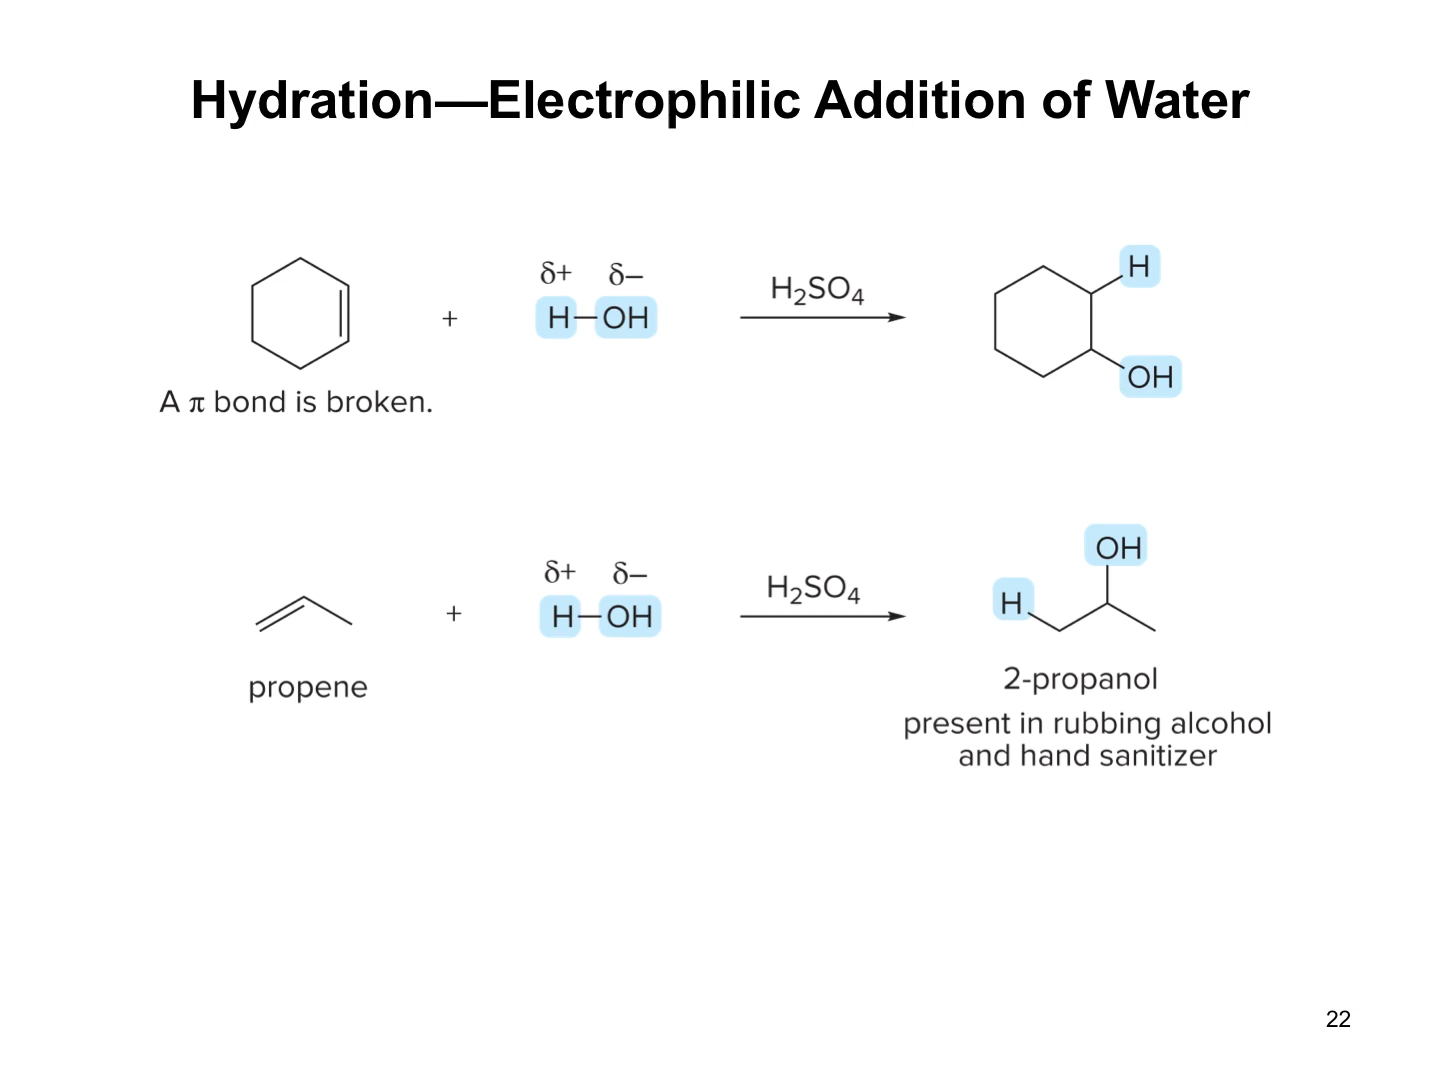 Hydration—Electrophilic Addition of Water
δ+ δ–
H—OH
+
H₂SO₄
H
OH
A π bond is broken.
δ+ δ–
H—OH
+
H₂SO₄
OH
H
propene
2-propanol
present in rubbing alcohol
and hand sanitizer
22